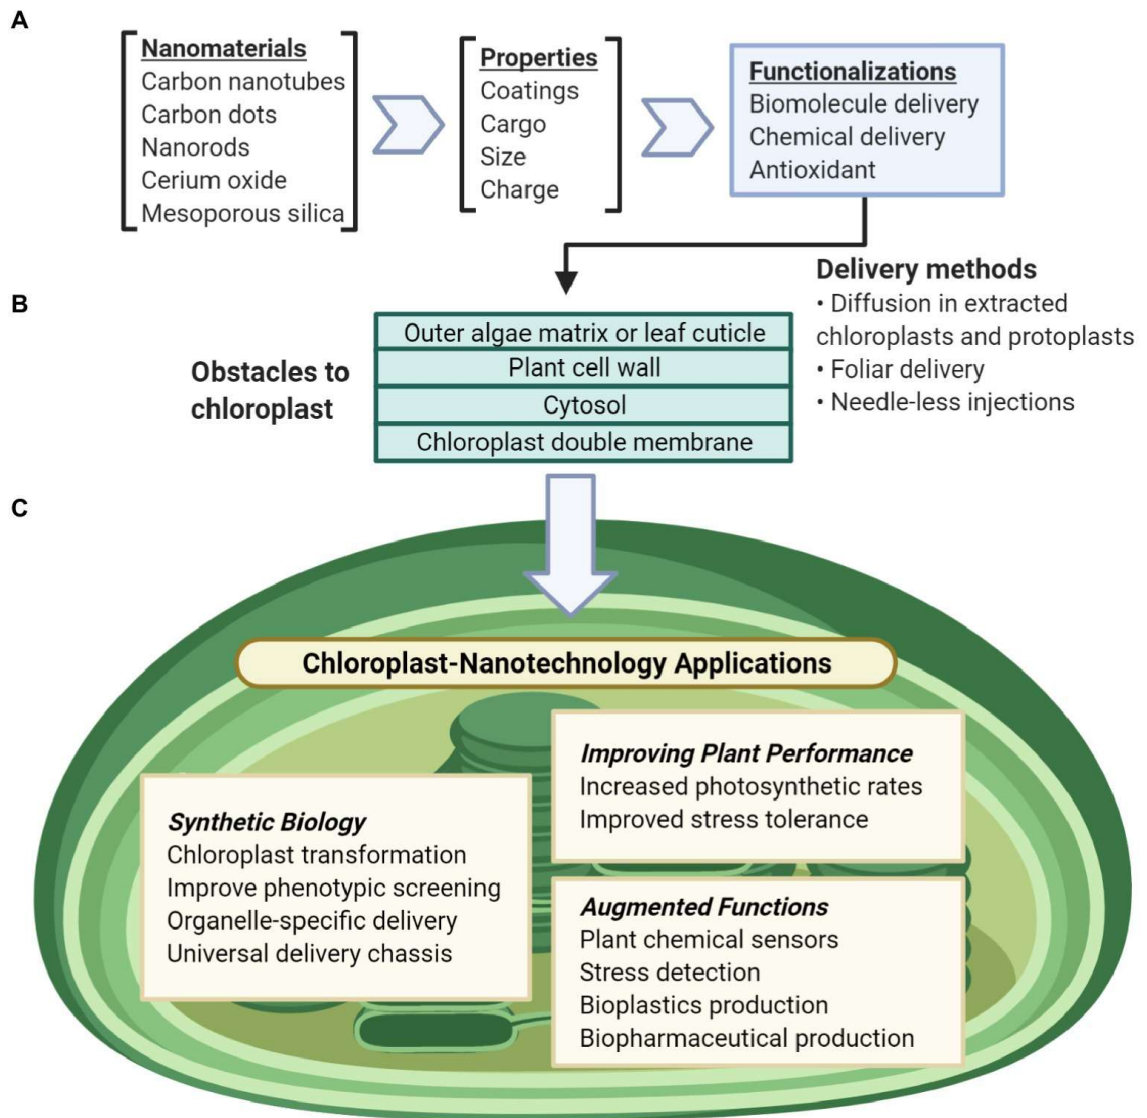 A
Nanomaterials
Carbon nanotubes
Carbon dots
Nanorods
Cerium oxide
Mesoporous silica
Properties
Coatings
Cargo
Size
Charge
Functionalizations
Biomolecule delivery
Chemical delivery
Antioxidant
B
Obstacles to
chloroplast
Outer algae matrix or leaf cuticle
Plant cell wall
Cytosol
Chloroplast double membrane
Delivery methods
• Diffusion in extracted
chloroplasts and protoplasts
• Foliar delivery
• Needle-less injections
C
Chloroplast-Nanotechnology Applications
Synthetic Biology
Chloroplast transformation
Improve phenotypic screening
Organelle-specific delivery
Universal delivery chassis
Improving Plant Performance
Increased photosynthetic rates
Improved stress tolerance
Augmented Functions
Plant chemical sensors
Stress detection
Bioplastics production
Biopharmaceutical production